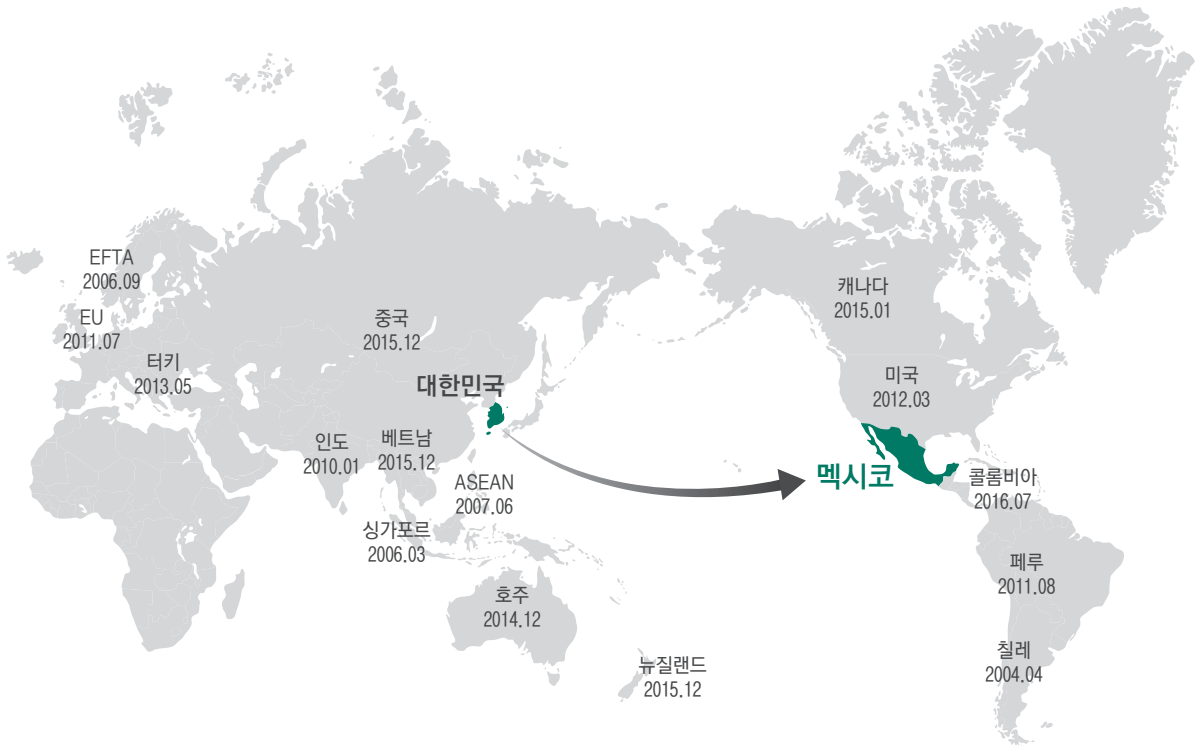 EFTA
2006.09
EU
2011.07
터키
2013.05
중국
2015.12
대한민국
인도
2010.01
베트남
2015.12
ASEAN
2007.06
싱가포르
2006.03
호주
2014.12
뉴질랜드
2015.12
캐나다
2015.01
미국
2012.03
멕시코
콜롬비아
2016.07
페루
2011.08
칠레
2004.04